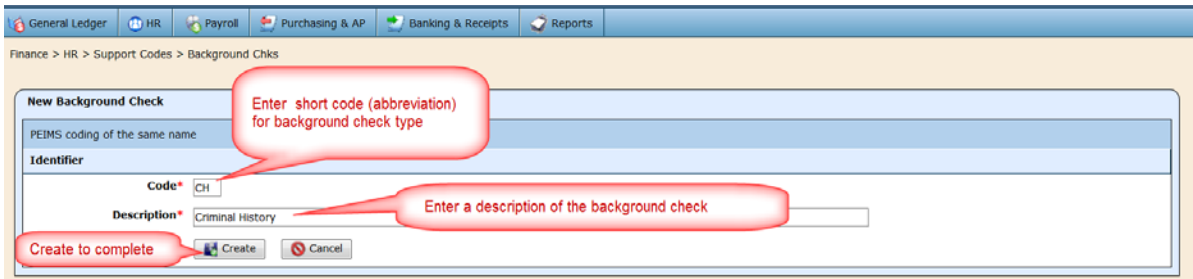 General Ledger HR Payroll Purchasing & AP Banking & Receipts Reports
Finance > HR > Support Codes > Background Chks
New Background Check
Enter short code (abbreviation)
for background check type
PEIMS coding of the same name
Identifier
Code* CH
Description* Criminal History
Enter a description of the background check
Create to complete
Create Cancel